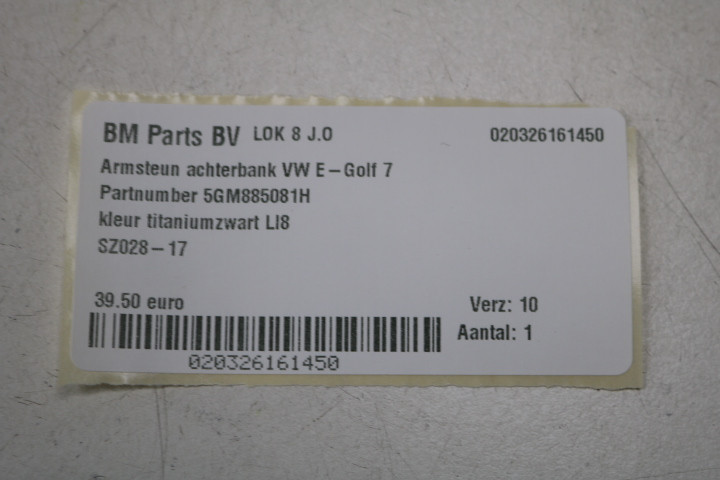 BM Parts BV LOK 8 J.O 020326161450
Armsteun achterbank VW E-Golf 7
Partnumber 5GM885081H
kleur titaniumzwart LI8
SZ028-17
39.50 euro Verz: 10
Aantal: 1
020326161450